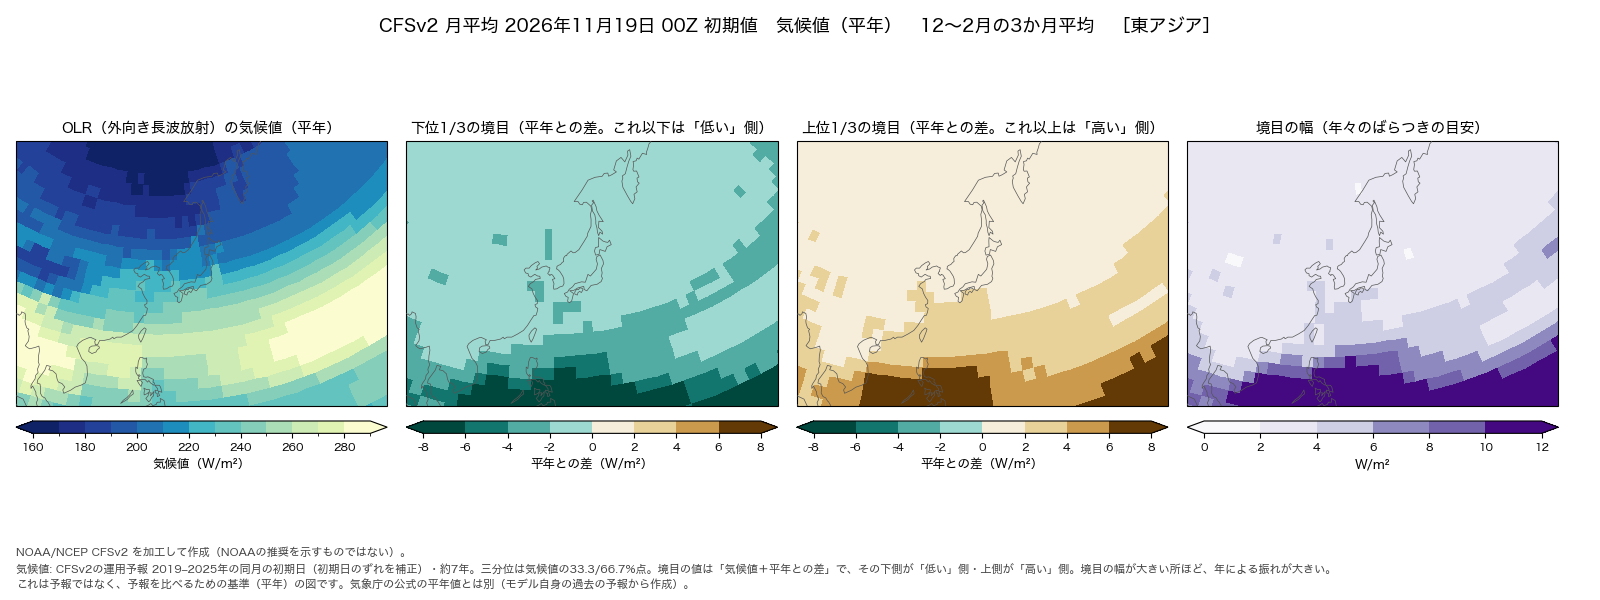 CFSv2 月平均 2026年11月19日 00Z 初期値　気候値（平年）　12～2月の3か月平均　［東アジア］
OLR（外向き長波放射）の気候値（平年）
下位1/3の境目（平年との差。これ以下は「低い」側）
上位1/3の境目（平年との差。これ以上は「高い」側）
境目の幅（年々のばらつきの目安）
160 180 200 220 240 260 280
気候値（W/m²）
-8 -6 -4 -2 0 2 4 6 8
平年との差（W/m²）
-8 -6 -4 -2 0 2 4 6 8
平年との差（W/m²）
0 2 4 6 8 10 12
W/m²
NOAA/NCEP CFSv2 を加工して作成（NOAAの推奨を示すものではない）。
気候値: CFSv2の運用予報 2019–2025年の同月の初期日（初期日のずれを補正）・約7年。三分位は気候値の33.3/66.7%点。境目の値は「気候値＋平年との差」で、その下側が「低い」側・上側が「高い」側。境目の幅が大きい所ほど、年による振れが大きい。
これは予報ではなく、予報を比べるための基準（平年）の図です。気象庁の公式の平年値とは別（モデル自身の過去の予報から作成）。